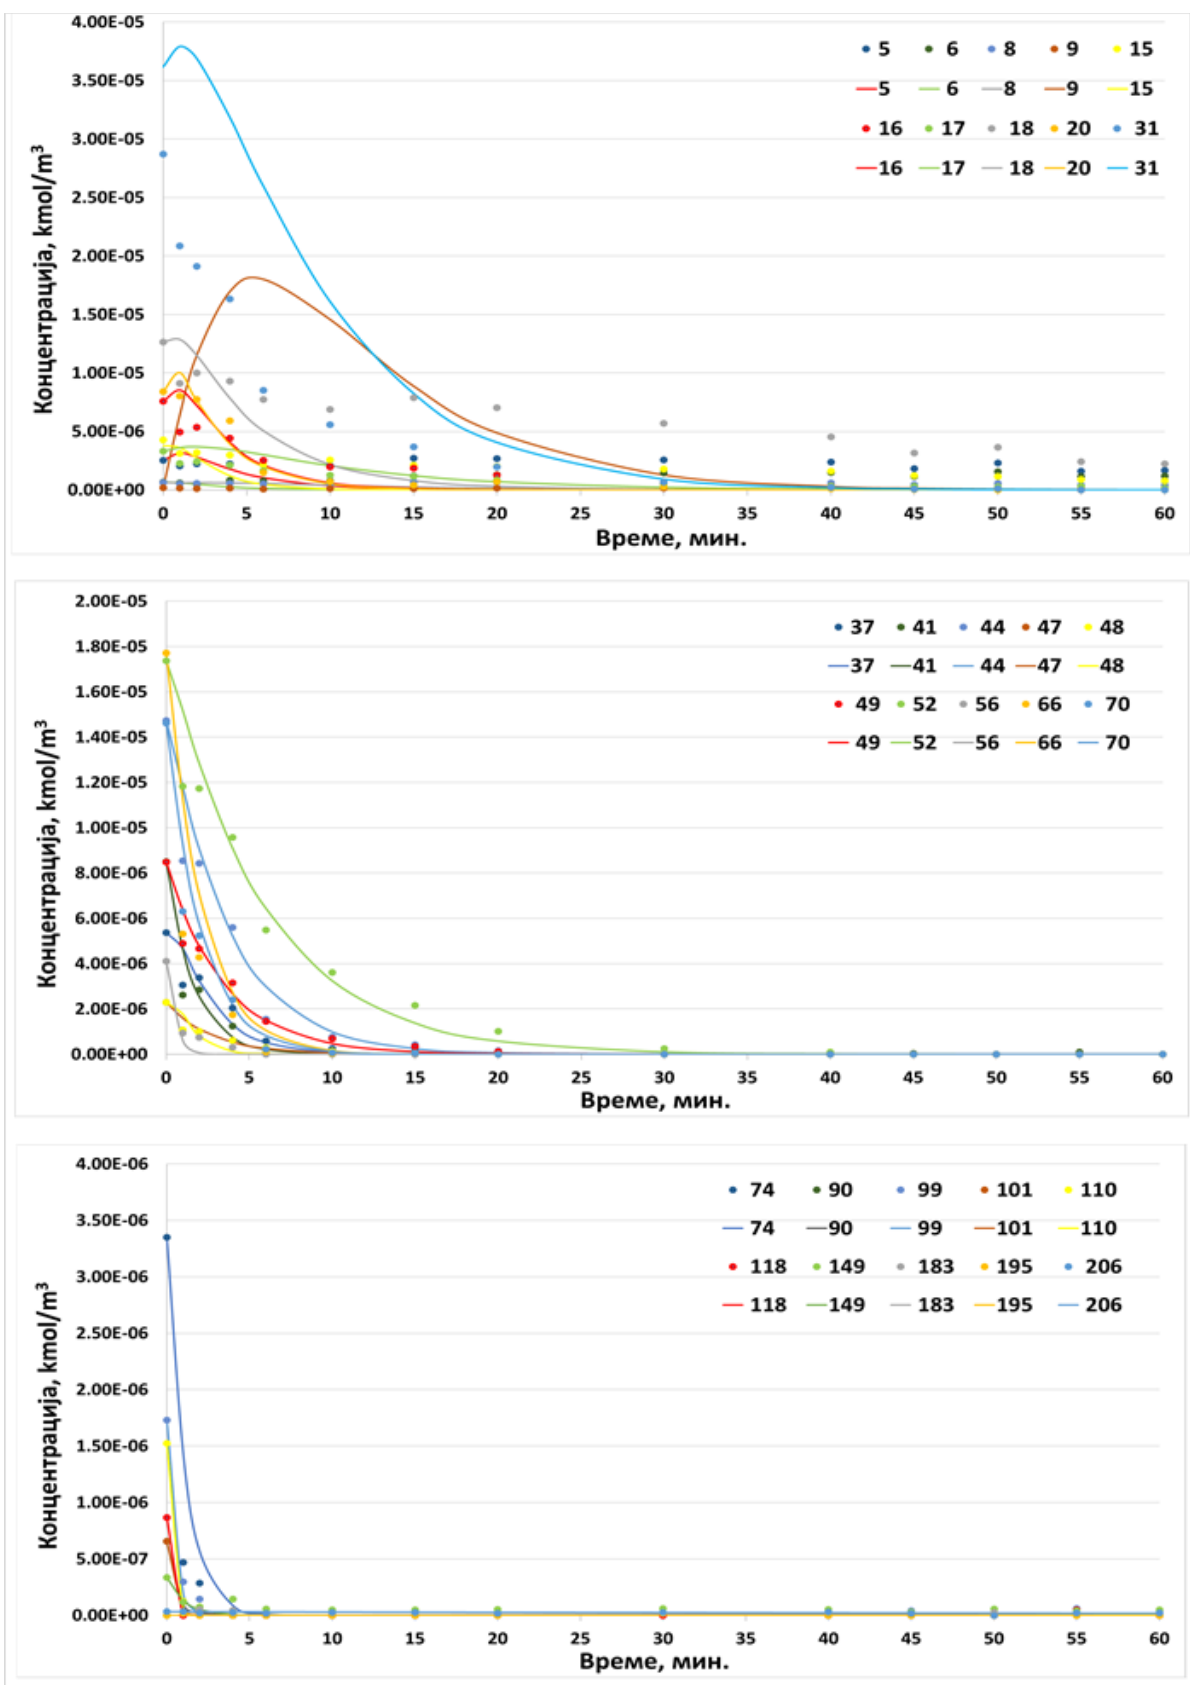 4.00E-05
3.50E-05
3.00E-05
2.50E-05
2.00E-05
1.50E-05
1.00E-05
5.00E-06
0.00E+00
Концентрација, kmol/m³
5 6 8 9 15
5 6 8 9 15
16 17 18 20 31
16 17 18 20 31
0 5 10 15 20 25 30 35 40 45 50 55 60
Време, мин.
2.00E-05
1.80E-05
1.60E-05
1.40E-05
1.20E-05
1.00E-05
8.00E-06
6.00E-06
4.00E-06
2.00E-06
0.00E+00
Концентрација, kmol/m³
37 41 44 47 48
37 41 44 47 48
49 52 56 66 70
49 52 56 66 70
0 5 10 15 20 25 30 35 40 45 50 55 60
Време, мин.
4.00E-06
3.50E-06
3.00E-06
2.50E-06
2.00E-06
1.50E-06
1.00E-06
5.00E-07
0.00E+00
Концентрација, kmol/m³
74 90 99 101 110
74 90 99 101 110
118 149 183 195 206
118 149 183 195 206
0 5 10 15 20 25 30 35 40 45 50 55 60
Време, мин.